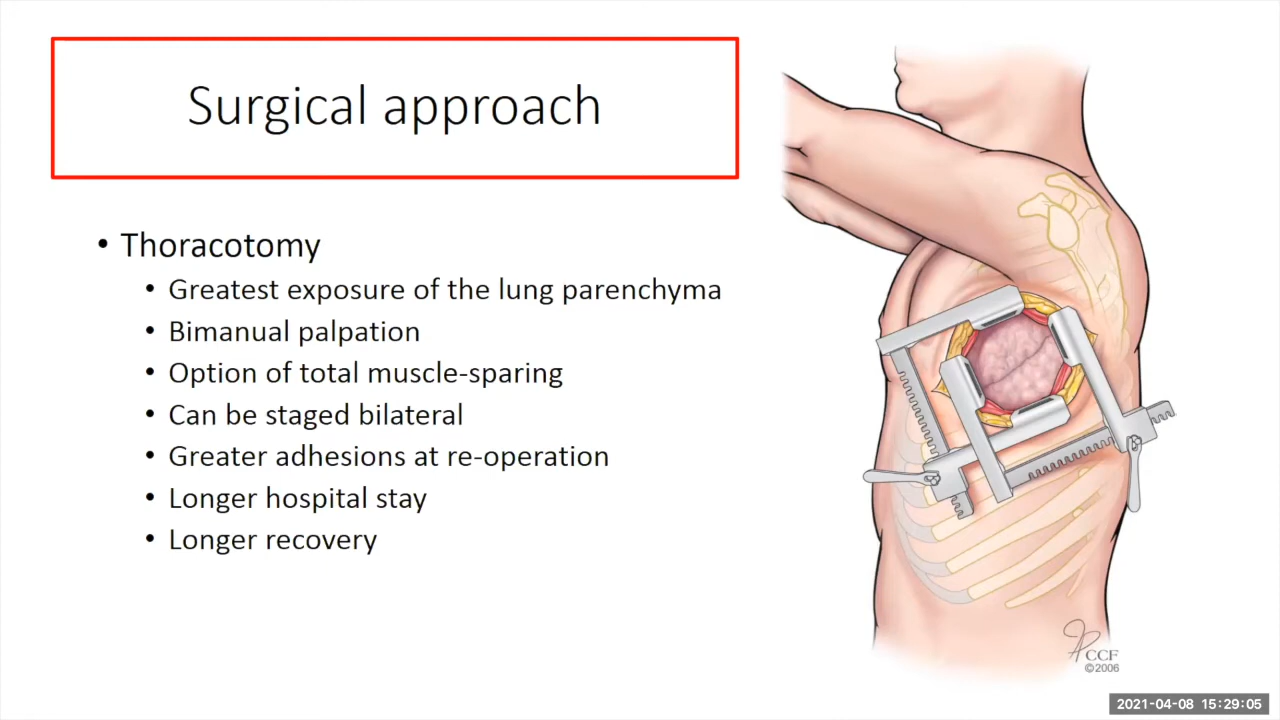 Surgical approach
• Thoracotomy
• Greatest exposure of the lung parenchyma
• Bimanual palpation
• Option of total muscle-sparing
• Can be staged bilateral
• Greater adhesions at re-operation
• Longer hospital stay
• Longer recovery
CCF
©2006
2021-04-08 15:29:05